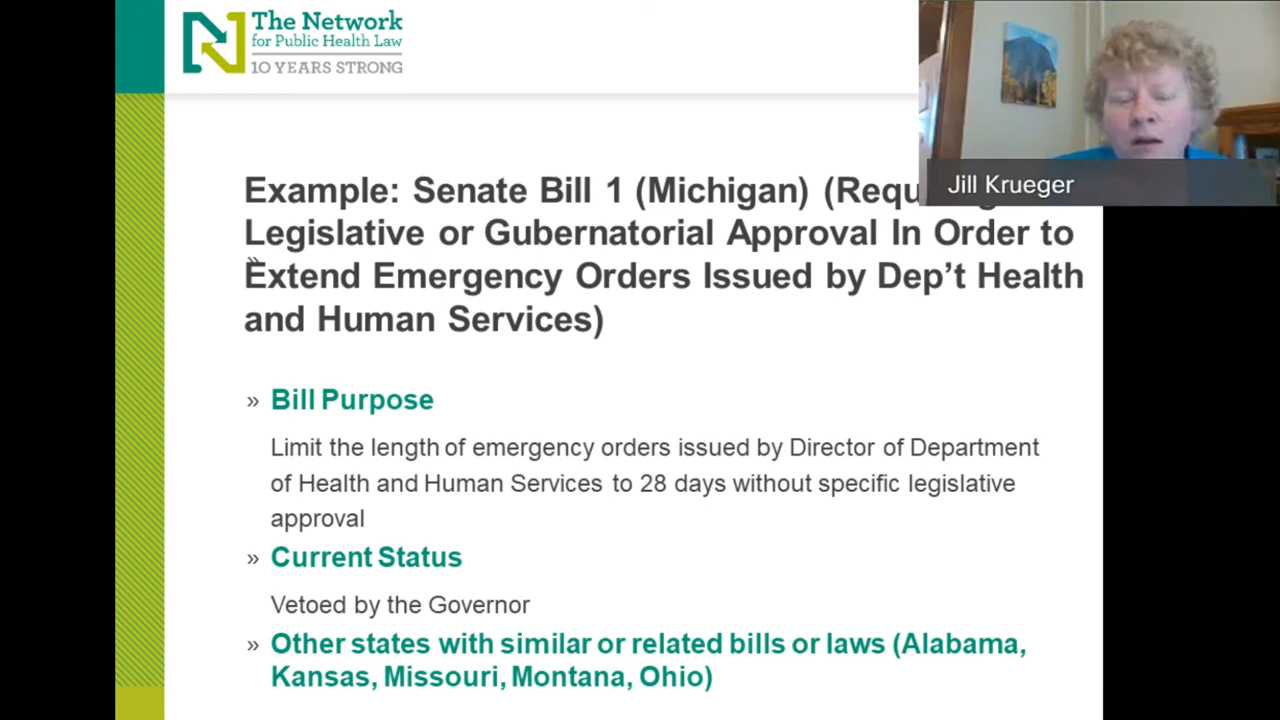 The Network
for Public Health Law
10 YEARS STRONG
Jill Krueger
Example: Senate Bill 1 (Michigan)
Legislative or Gubernatorial Approval In Order to
Extend Emergency Orders Issued by Dep't Health
and Human Services)
» Bill Purpose
Limit the length of emergency orders issued by Director of Department
of Health and Human Services to 28 days without specific legislative
approval
» Current Status
Vetoed by the Governor
» Other states with similar or related bills or laws (Alabama,
Kansas, Missouri, Montana, Ohio)